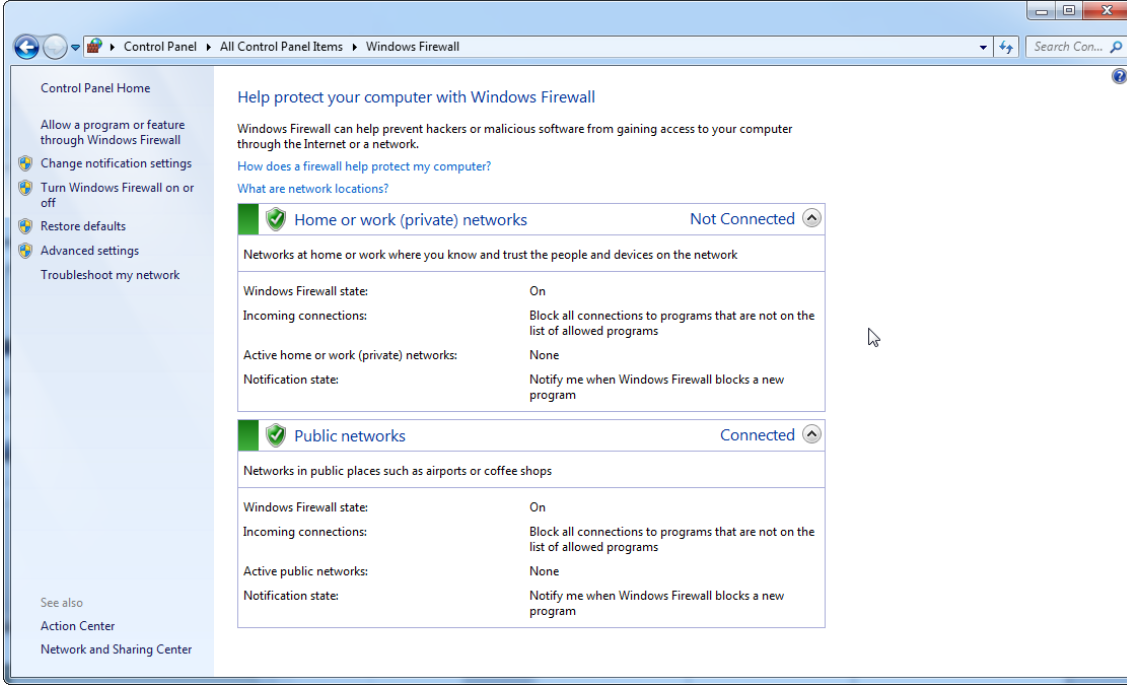 Control Panel ▸ All Control Panel Items ▸ Windows Firewall
Search Con...
Control Panel Home
Allow a program or feature
through Windows Firewall
Change notification settings
Turn Windows Firewall on or
off
Restore defaults
Advanced settings
Troubleshoot my network
See also
Action Center
Network and Sharing Center
Help protect your computer with Windows Firewall
Windows Firewall can help prevent hackers or malicious software from gaining access to your computer
through the Internet or a network.
How does a firewall help protect my computer?
What are network locations?
Home or work (private) networks Not Connected
Networks at home or work where you know and trust the people and devices on the network
Windows Firewall state: On
Incoming connections: Block all connections to programs that are not on the
list of allowed programs
Active home or work (private) networks: None
Notification state: Notify me when Windows Firewall blocks a new
program
Public networks Connected
Networks in public places such as airports or coffee shops
Windows Firewall state: On
Incoming connections: Block all connections to programs that are not on the
list of allowed programs
Active public networks: None
Notification state: Notify me when Windows Firewall blocks a new
program